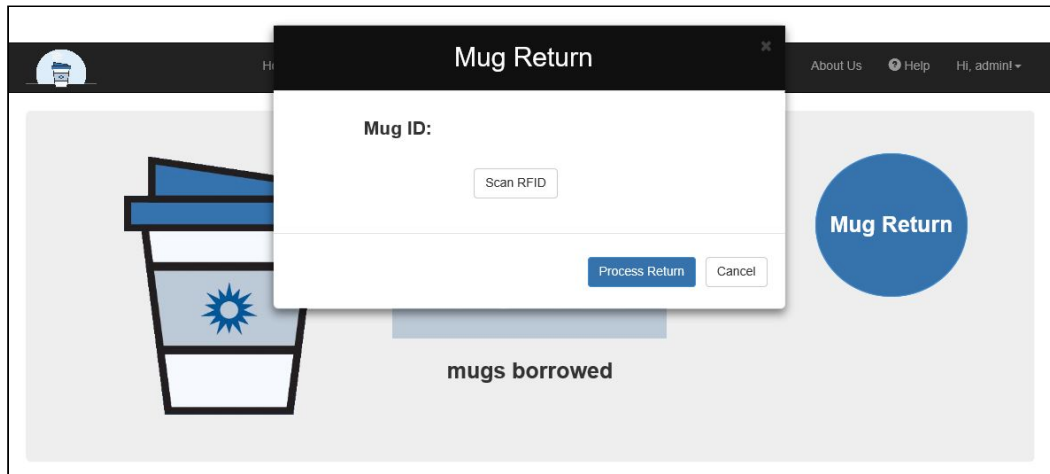 Mug Return
About Us Help Hi, admin!
Mug ID:
Scan RFID
Mug Return
Process Return Cancel
mugs borrowed